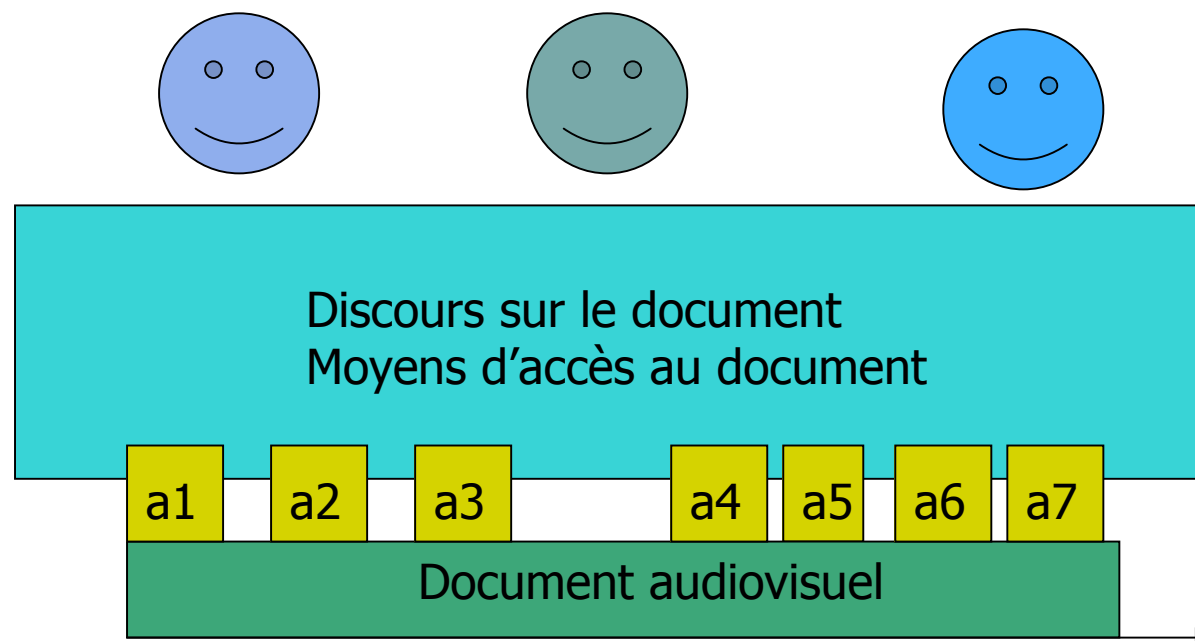 Discours sur le document
Moyens d’accès au document
a1 a2 a3 a4 a5 a6 a7
Document audiovisuel